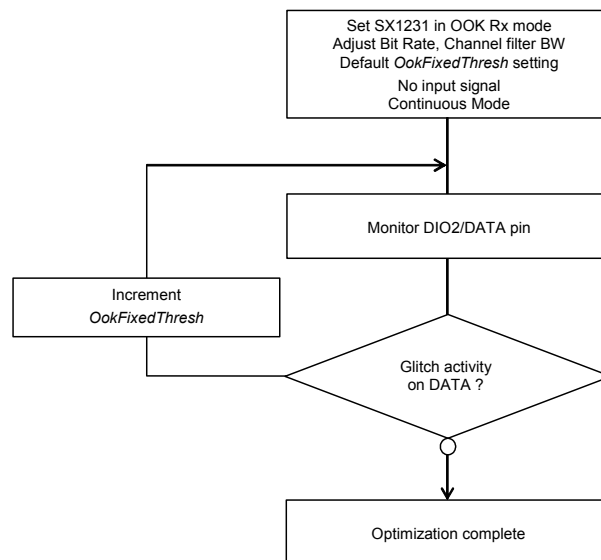 Set SX1231 in OOK Rx mode
Adjust Bit Rate, Channel filter BW
Default OokFixedThresh setting
No input signal
Continuous Mode
Monitor DIO2/DATA pin
Increment
OokFixedThresh
Glitch activity
on DATA ?
Optimization complete